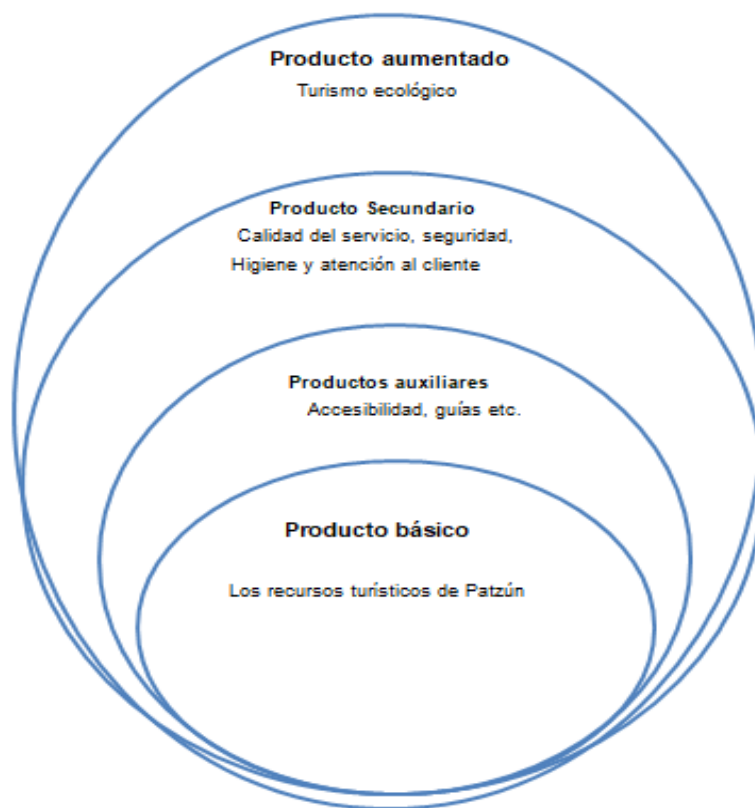 Producto aumentado
Turismo ecológico
Producto Secundario
Calidad del servicio, seguridad,
Higiene y atención al cliente
Productos auxiliares
Accesibilidad, guías etc.
Producto básico
Los recursos turísticos de Patzún